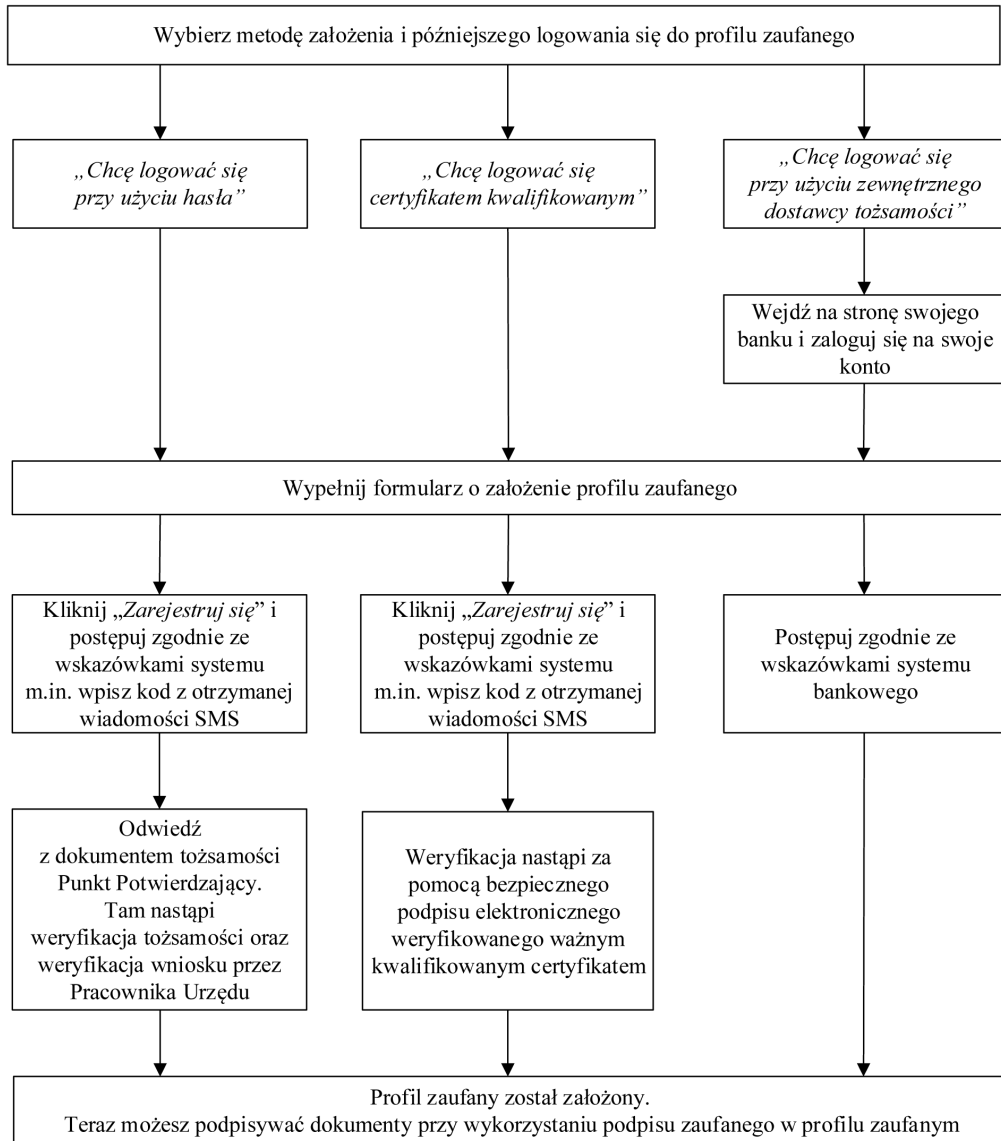 Wybierz metodę założenia i późniejszego logowania się do profilu zaufanego
„Chcę logować się
przy użyciu hasła”
„Chcę logować się
certyfikatem kwalifikowanym”
„Chcę logować się
przy użyciu zewnętrznego
dostawcy tożsamości”
Wejdź na stronę swojego
banku i zaloguj się na swoje
konto
Wypełnij formularz o założenie profilu zaufanego
Kliknij „Zarejestruj się” i
postępuj zgodnie ze
wskazówkami systemu
m.in. wpisz kod z otrzymanej
wiadomości SMS
Kliknij „Zarejestruj się” i
postępuj zgodnie ze
wskazówkami systemu
m.in. wpisz kod z otrzymanej
wiadomości SMS
Postępuj zgodnie ze
wskazówkami systemu
bankowego
Odwiedź
z dokumentem tożsamości
Punkt Potwierdzający.
Tam nastąpi
weryfikacja tożsamości oraz
weryfikacja wniosku przez
Pracownika Urzędu
Weryfikacja nastąpi za
pomocą bezpiecznego
podpisu elektronicznego
weryfikowanego ważnym
kwalifikowanym certyfikatem
Profil zaufany został założony.
Teraz możesz podpisywać dokumenty przy wykorzystaniu podpisu zaufanego w profilu zaufanym